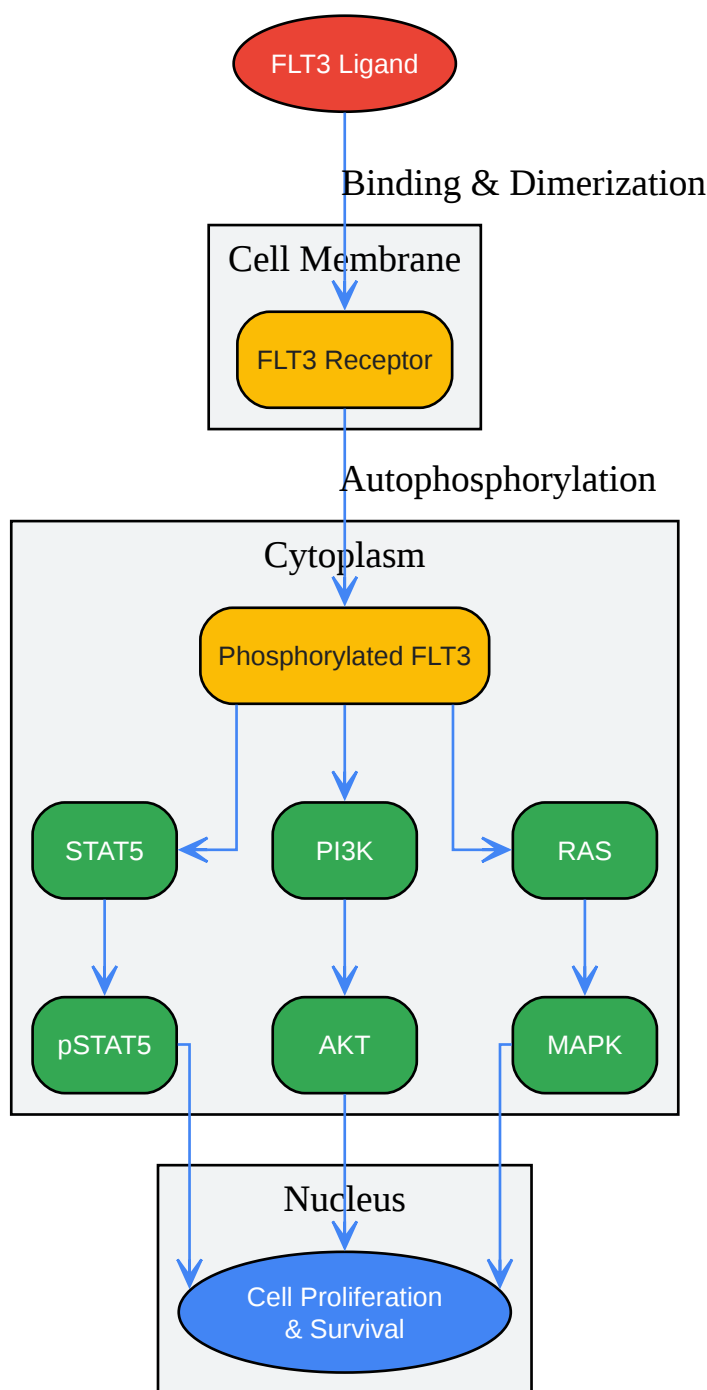 FLT3 Ligand
Binding & Dimerization
Cell Membrane
FLT3 Receptor
Autophosphorylation
Cytoplasm
Phosphorylated FLT3
STAT5
PI3K
RAS
pSTAT5
AKT
MAPK
Nucleus
Cell Proliferation
& Survival